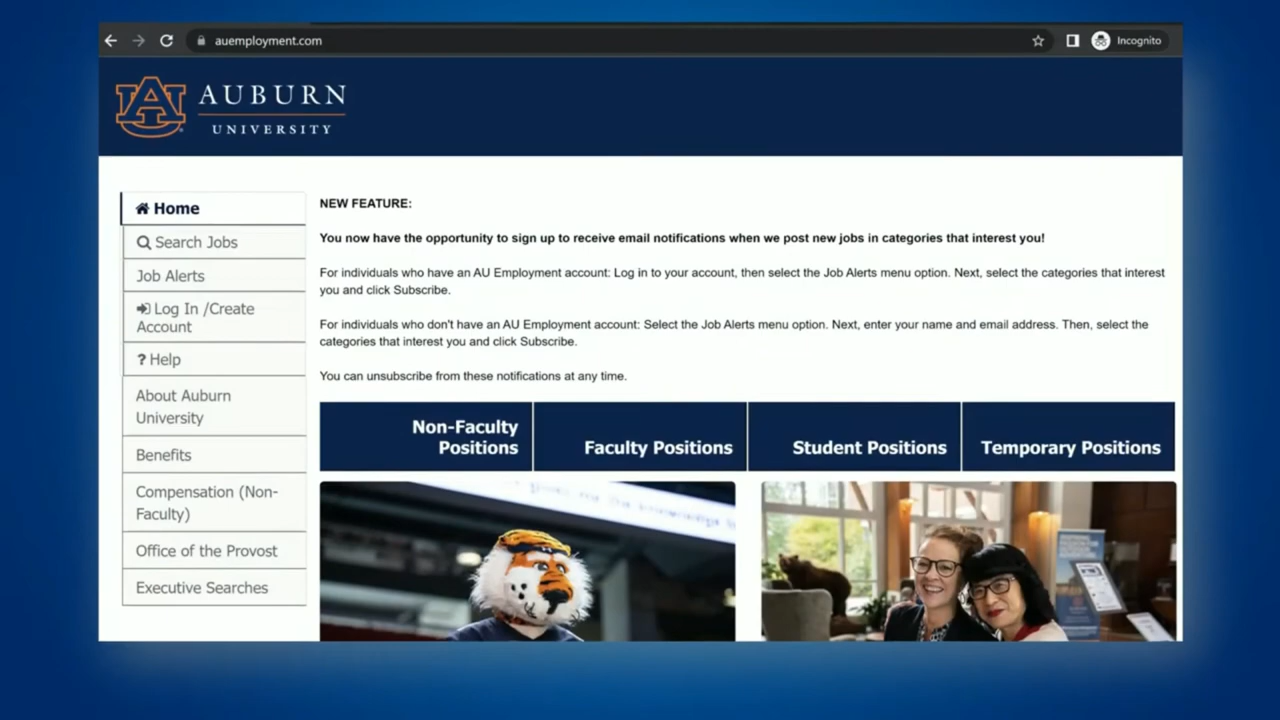 auemployment.com
Incognito
AUBURN
UNIVERSITY
Home
Search Jobs
Job Alerts
Log In /Create
Account
? Help
About Auburn
University
Benefits
Compensation (Non-
Faculty)
Office of the Provost
Executive Searches
NEW FEATURE:
You now have the opportunity to sign up to receive email notifications when we post new jobs in categories that interest you!
For individuals who have an AU Employment account: Log in to your account, then select the Job Alerts menu option. Next, select the categories that interest
you and click Subscribe.
For individuals who don't have an AU Employment account: Select the Job Alerts menu option. Next, enter your name and email address. Then, select the
categories that interest you and click Subscribe.
You can unsubscribe from these notifications at any time.
Non-Faculty
Positions
Faculty Positions
Student Positions
Temporary Positions